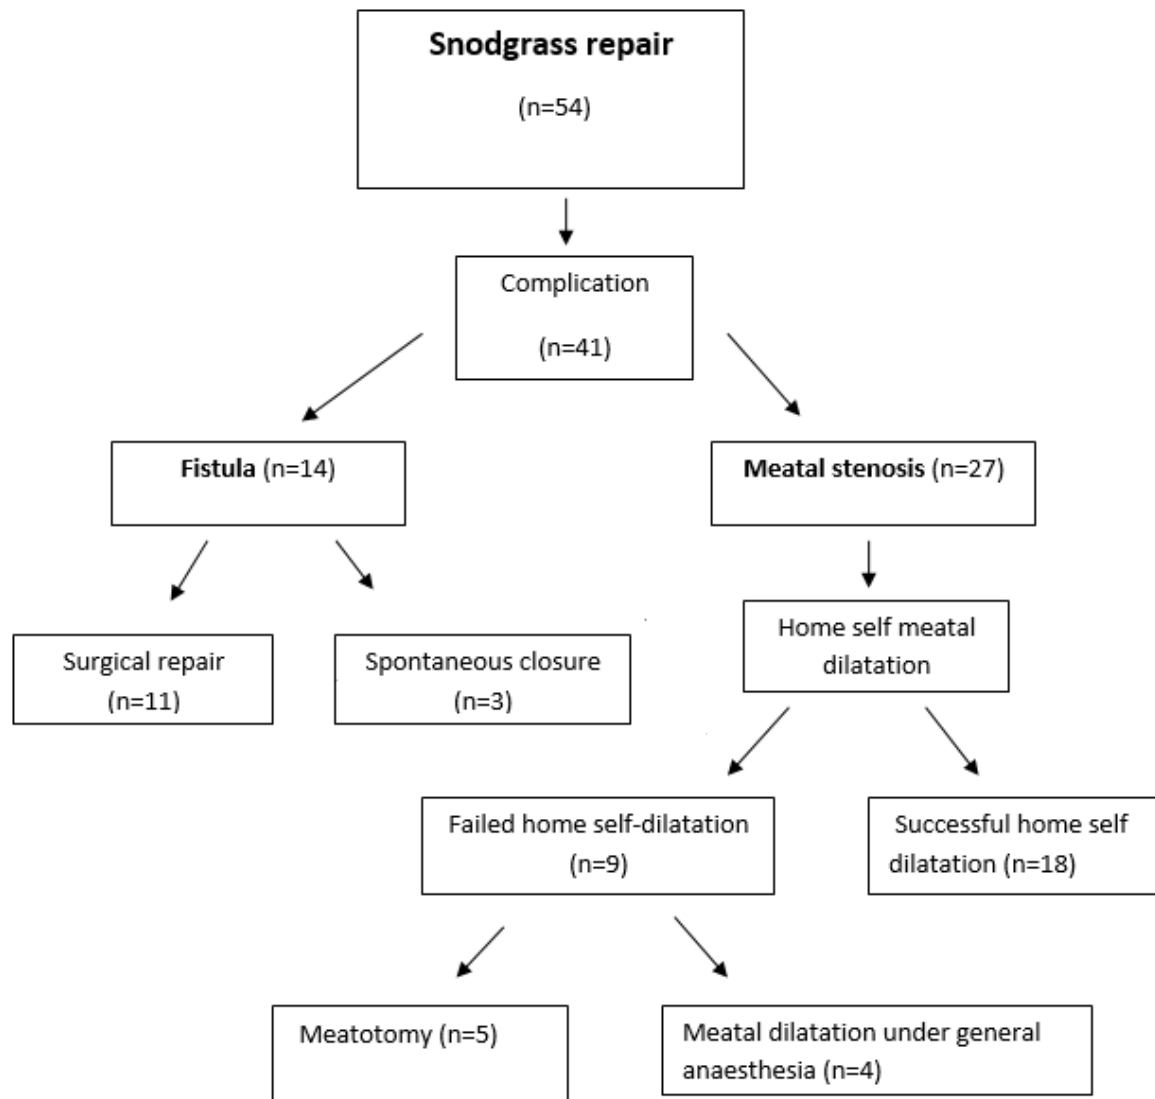 Snodgrass repair
(n=54)
Complication
(n=41)
Fistula (n=14)
Meatal stenosis (n=27)
Surgical repair
(n=11)
Spontaneous closure
(n=3)
Home self meatal
dilatation
Failed home self-dilatation
(n=9)
Successful home self
dilatation (n=18)
Meatotomy (n=5)
Meatal dilatation under general
anaesthesia (n=4)